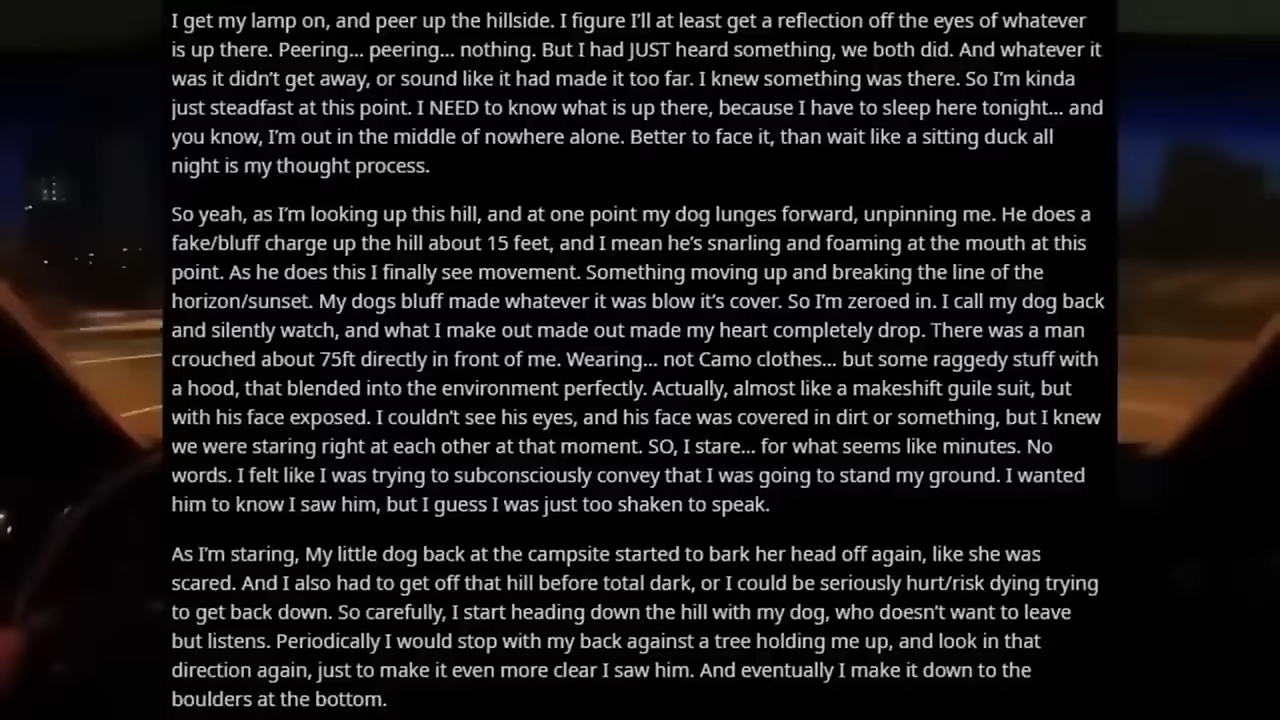 I get my lamp on, and peer up the hillside. I figure I'll at least get a reflection off the eyes of whatever
is up there. Peering... peering... nothing. But I had JUST heard something, we both did. And whatever it
was it didn't get away, or sound like it had made it too far. I knew something was there. So I'm kinda
just steadfast at this point. I NEED to know what is up there, because I have to sleep here tonight... and
you know, I'm out in the middle of nowhere alone. Better to face it, than wait like a sitting duck all
night is my thought process.
So yeah, as I'm looking up this hill, and at one point my dog lunges forward, unpinning me. He does a
fake/bluff charge up the hill about 15 feet, and I mean he's snarling and foaming at the mouth at this
point. As he does this I finally see movement. Something moving up and breaking the line of the
horizon/sunset. My dogs bluff made whatever it was blow it's cover. So I'm zeroed in. I call my dog back
and silently watch, and what I make out made out made my heart completely drop. There was a man
crouched about 75ft directly in front of me. Wearing... not Camo clothes... but some raggedy stuff with
a hood, that blended into the environment perfectly. Actually, almost like a makeshift guile suit, but
with his face exposed. I couldn't see his eyes, and his face was covered in dirt or something, but I knew
we were staring right at each other at that moment. SO, I stare... for what seems like minutes. No
words. I felt like I was trying to subconsciously convey that I was going to stand my ground. I wanted
him to know I saw him, but I guess I was just too shaken to speak.
As I'm staring, My little dog back at the campsite started to bark her head off again, like she was
scared. And I also had to get off that hill before total dark, or I could be seriously hurt/risk dying trying
to get back down. So carefully, I start heading down the hill with my dog, who doesn't want to leave
but listens. Periodically I would stop with my back against a tree holding me up, and look in that
direction again, just to make it even more clear I saw him. And eventually I make it down to the
boulders at the bottom.